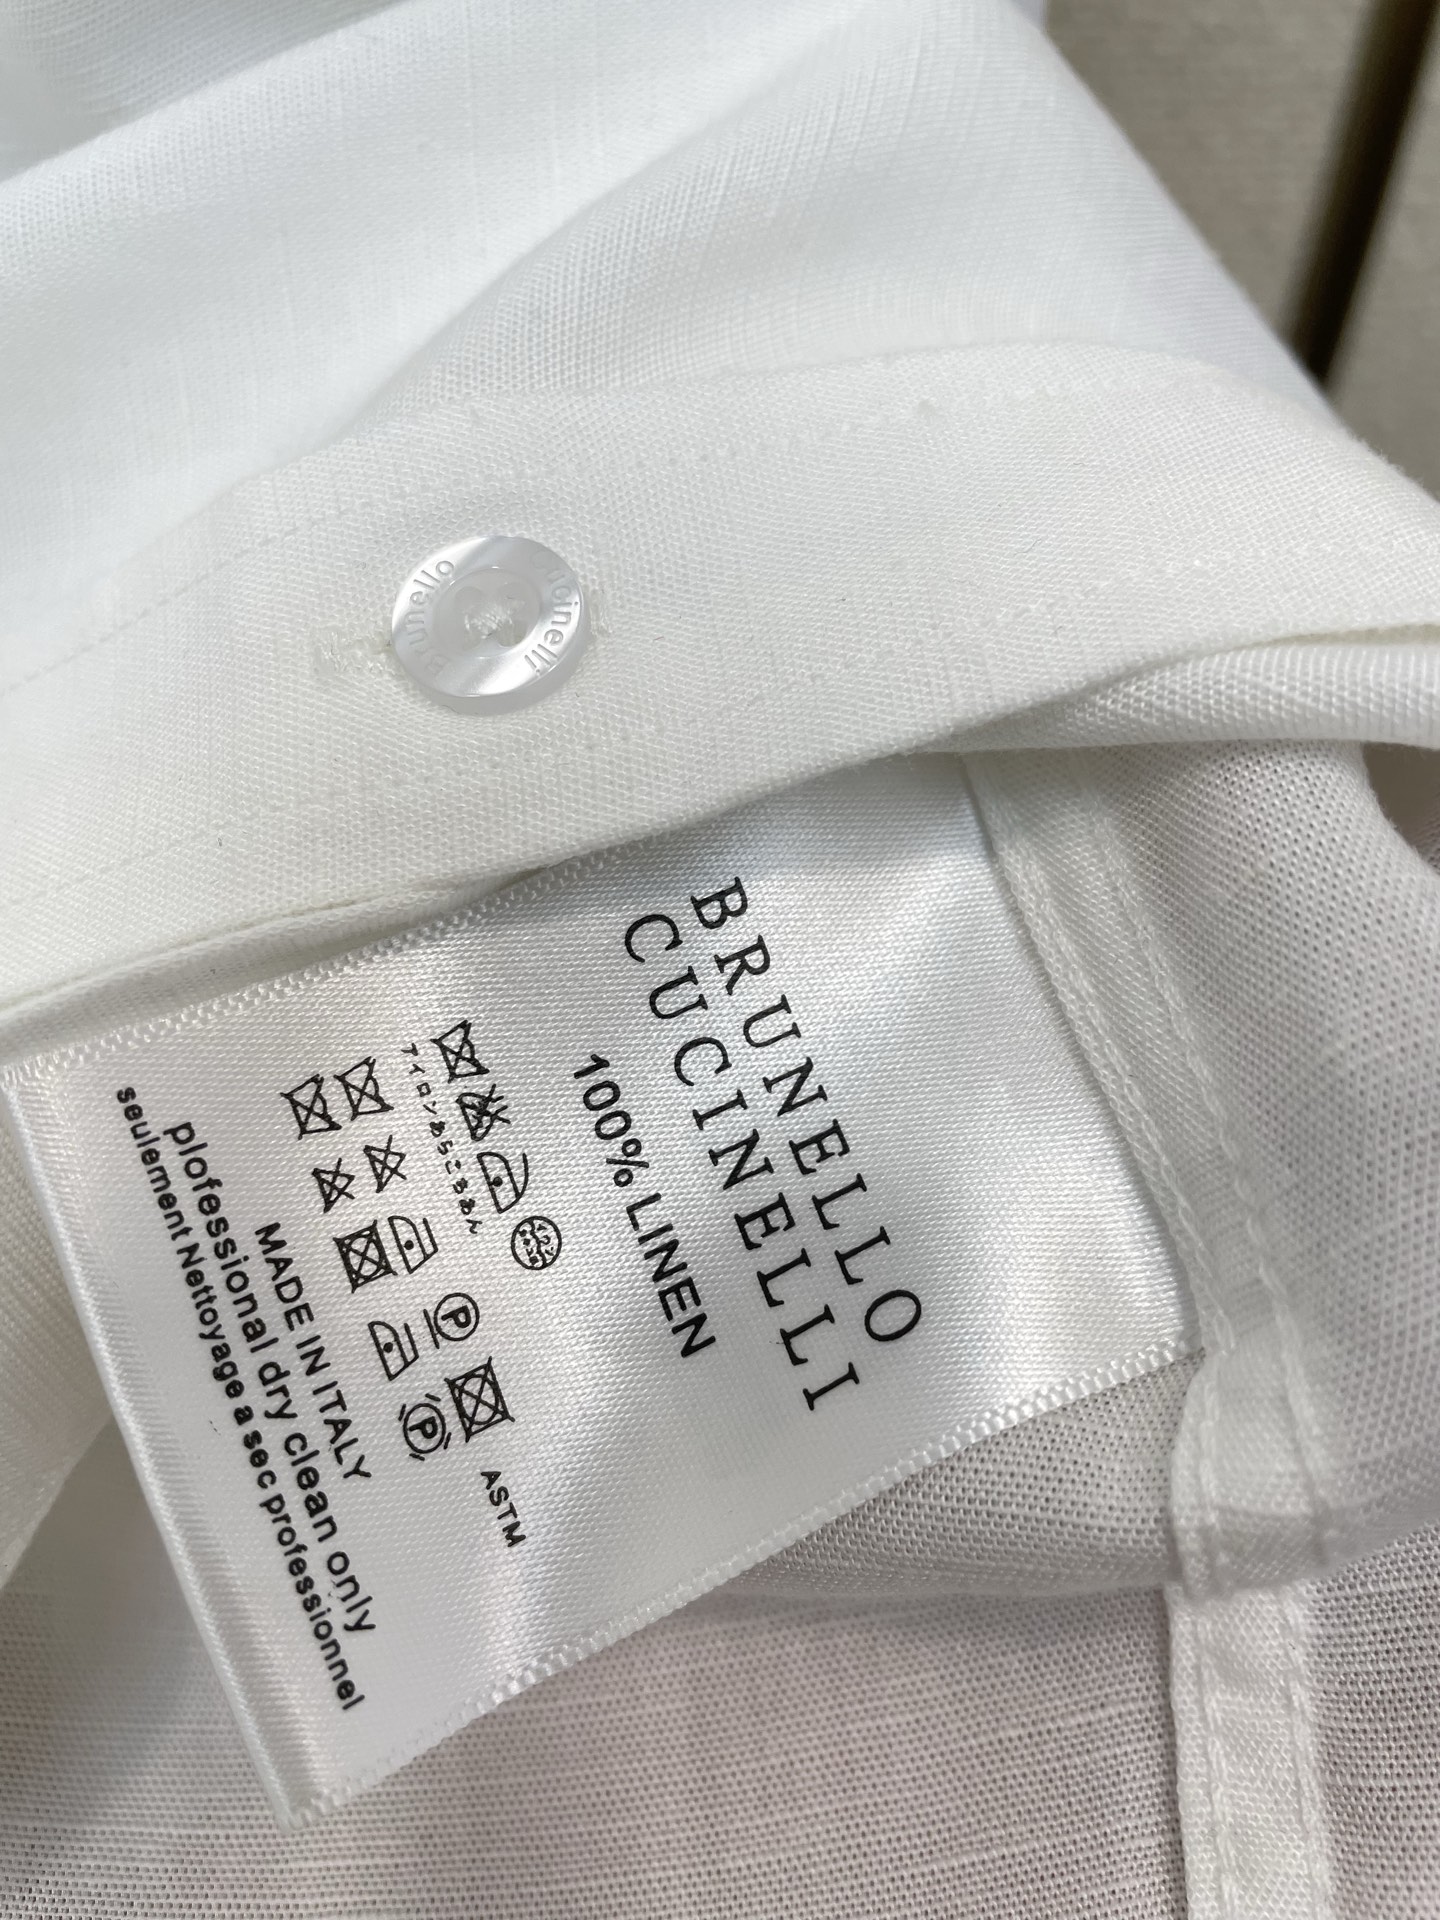 Brunello Cucinelli
BRUNELLO
CUCINELLI
100% LINEN
ASTM
MADE IN ITALY
plofessional dry clean only
seulement Nettoyage a sec professionnel